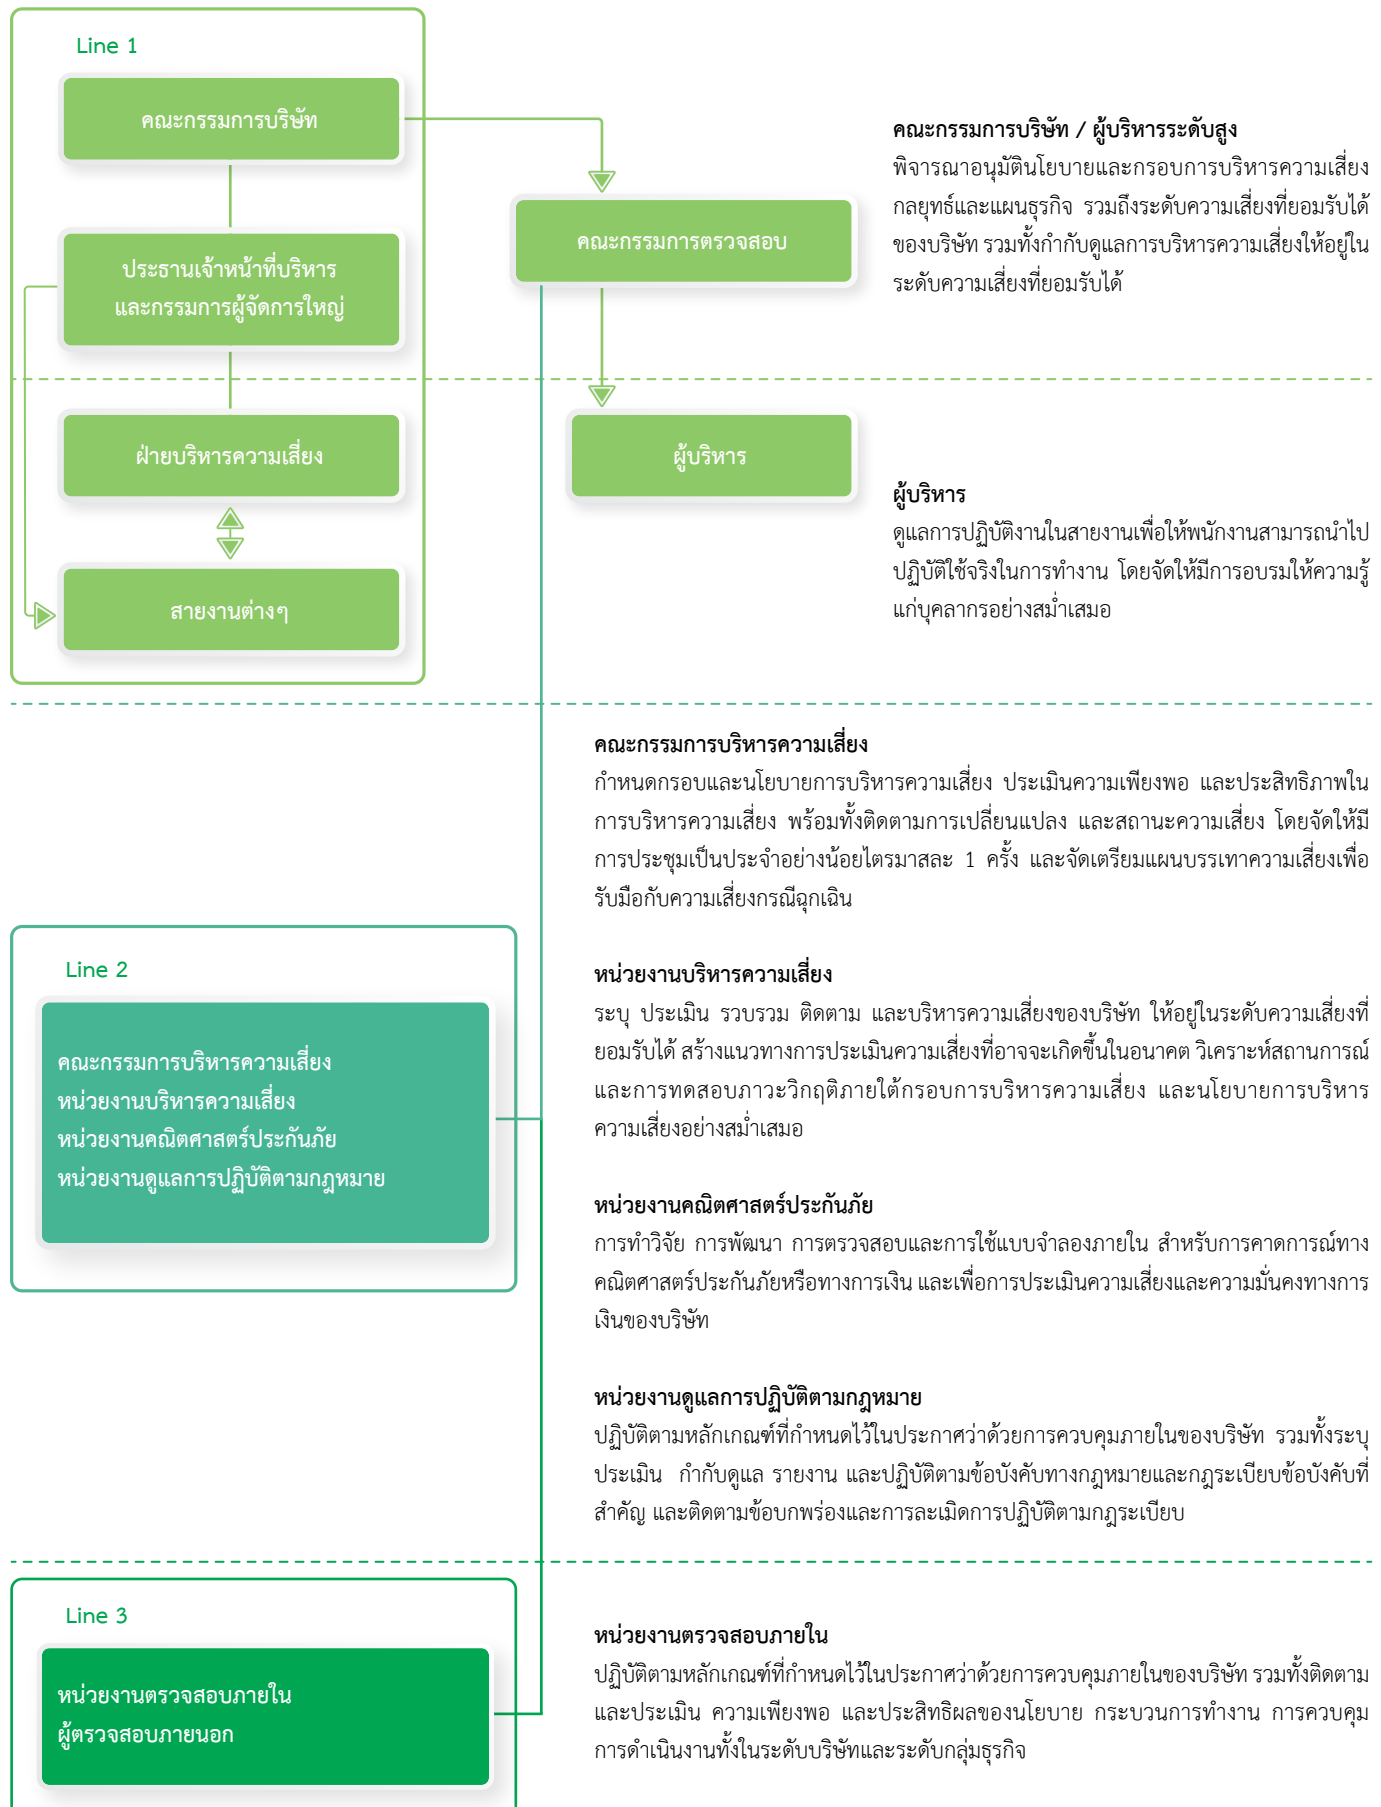 Line 1
คณะกรรมการบริษัท
ประธานเจ้าหน้าที่บริหาร
และกรรมการผู้จัดการใหญ่
ฝ่ายบริหารความเสี่ยง
สายงานต่างๆ
คณะกรรมการตรวจสอบ
ผู้บริหาร
คณะกรรมการบริษัท / ผู้บริหารระดับสูง
พิจารณาอนุมัตินโยบายและกรอบการบริหารความเสี่ยง
กลยุทธ์และแผนธุรกิจ รวมถึงระดับความเสี่ยงที่ยอมรับได้
ของบริษัท รวมทั้งกำกับดูแลการบริหารความเสี่ยงให้อยู่ใน
ระดับความเสี่ยงที่ยอมรับได้
ผู้บริหาร
ดูแลการปฏิบัติงานในสายงานเพื่อให้พนักงานสามารถนำไป
ปฏิบัติใช้จริงในการทำงาน โดยจัดให้มีการอบรมให้ความรู้
แก่บุคลากรอย่างสม่ำเสมอ
คณะกรรมการบริหารความเสี่ยง
กำหนดกรอบและนโยบายการบริหารความเสี่ยง ประเมินความเพียงพอ และประสิทธิภาพใน
การบริหารความเสี่ยง พร้อมทั้งติดตามการเปลี่ยนแปลง และสถานะความเสี่ยง โดยจัดให้มี
การประชุมเป็นประจำอย่างน้อยไตรมาสละ 1 ครั้ง และจัดเตรียมแผนบรรเทาความเสี่ยงเพื่อ
รับมือกับความเสี่ยงกรณีฉุกเฉิน
Line 2
คณะกรรมการบริหารความเสี่ยง
หน่วยงานบริหารความเสี่ยง
หน่วยงานคณิตศาสตร์ประกันภัย
หน่วยงานดูแลการปฏิบัติตามกฎหมาย
หน่วยงานบริหารความเสี่ยง
ระบุ ประเมิน รวบรวม ติดตาม และบริหารความเสี่ยงของบริษัท ให้อยู่ในระดับความเสี่ยงที่
ยอมรับได้ สร้างแนวทางการประเมินความเสี่ยงที่อาจจะเกิดขึ้นในอนาคต วิเคราะห์สถานการณ์
และการทดสอบภาวะวิกฤติภายใต้กรอบการบริหารความเสี่ยง และนโยบายการบริหาร
ความเสี่ยงอย่างสม่ำเสมอ
หน่วยงานคณิตศาสตร์ประกันภัย
การทำวิจัย การพัฒนา การตรวจสอบและการใช้แบบจำลองภายใน สำหรับการคาดการณ์ทาง
คณิตศาสตร์ประกันภัยหรือทางการเงิน และเพื่อการประเมินความเสี่ยงและความมั่นคงทางการ
เงินของบริษัท
หน่วยงานดูแลการปฏิบัติตามกฎหมาย
ปฏิบัติตามหลักเกณฑ์ที่กำหนดไว้ในประกาศว่าด้วยการควบคุมภายในของบริษัท รวมทั้งระบุ
ประเมิน กำกับดูแล รายงาน และปฏิบัติตามข้อบังคับทางกฎหมายและกฎระเบียบข้อบังคับที่
สำคัญ และติดตามข้อบกพร่องและการละเมิดการปฏิบัติตามกฎระเบียบ
Line 3
หน่วยงานตรวจสอบภายใน
ผู้ตรวจสอบภายนอก
หน่วยงานตรวจสอบภายใน
ปฏิบัติตามหลักเกณฑ์ที่กำหนดไว้ในประกาศว่าด้วยการควบคุมภายในของบริษัท รวมทั้งติดตาม
และประเมิน ความเพียงพอ และประสิทธิผลของนโยบาย กระบวนการทำงาน การควบคุม
การดำเนินงานทั้งในระดับบริษัทและระดับกลุ่มธุรกิจ